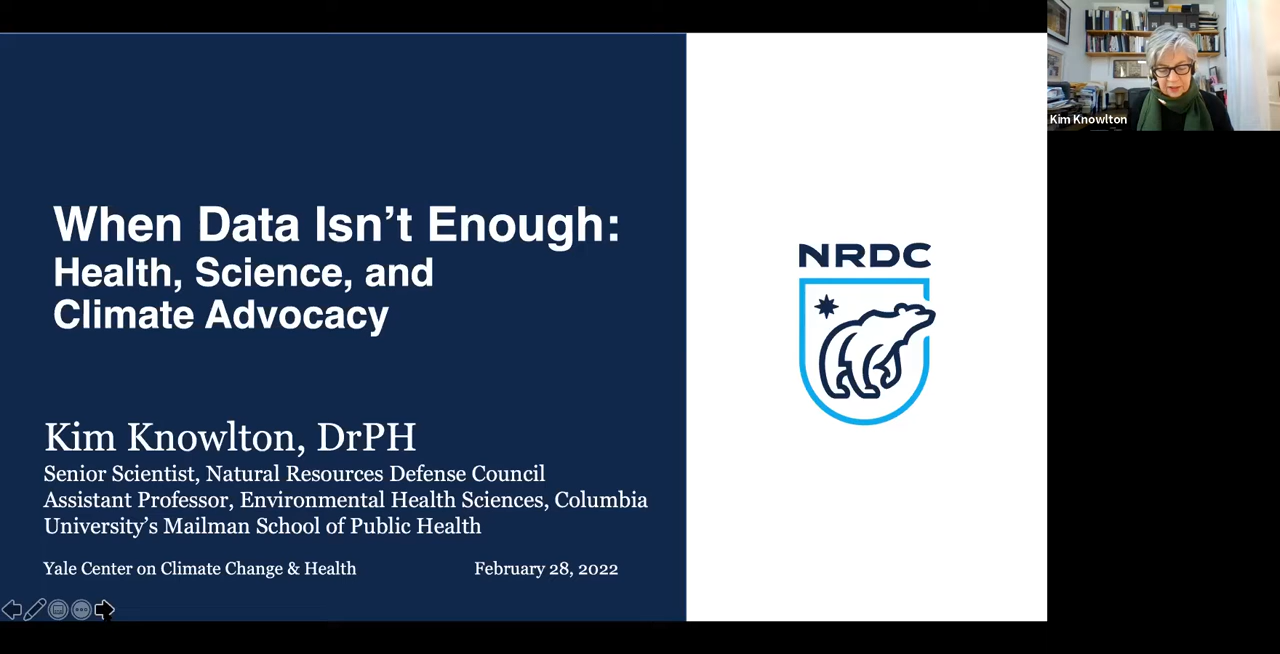 When Data Isn’t Enough:
Health, Science, and
Climate Advocacy
Kim Knowlton, DrPH
Senior Scientist, Natural Resources Defense Council
Assistant Professor, Environmental Health Sciences, Columbia
University’s Mailman School of Public Health
Yale Center on Climate Change & Health February 28, 2022
NRDC
Kim Knowlton